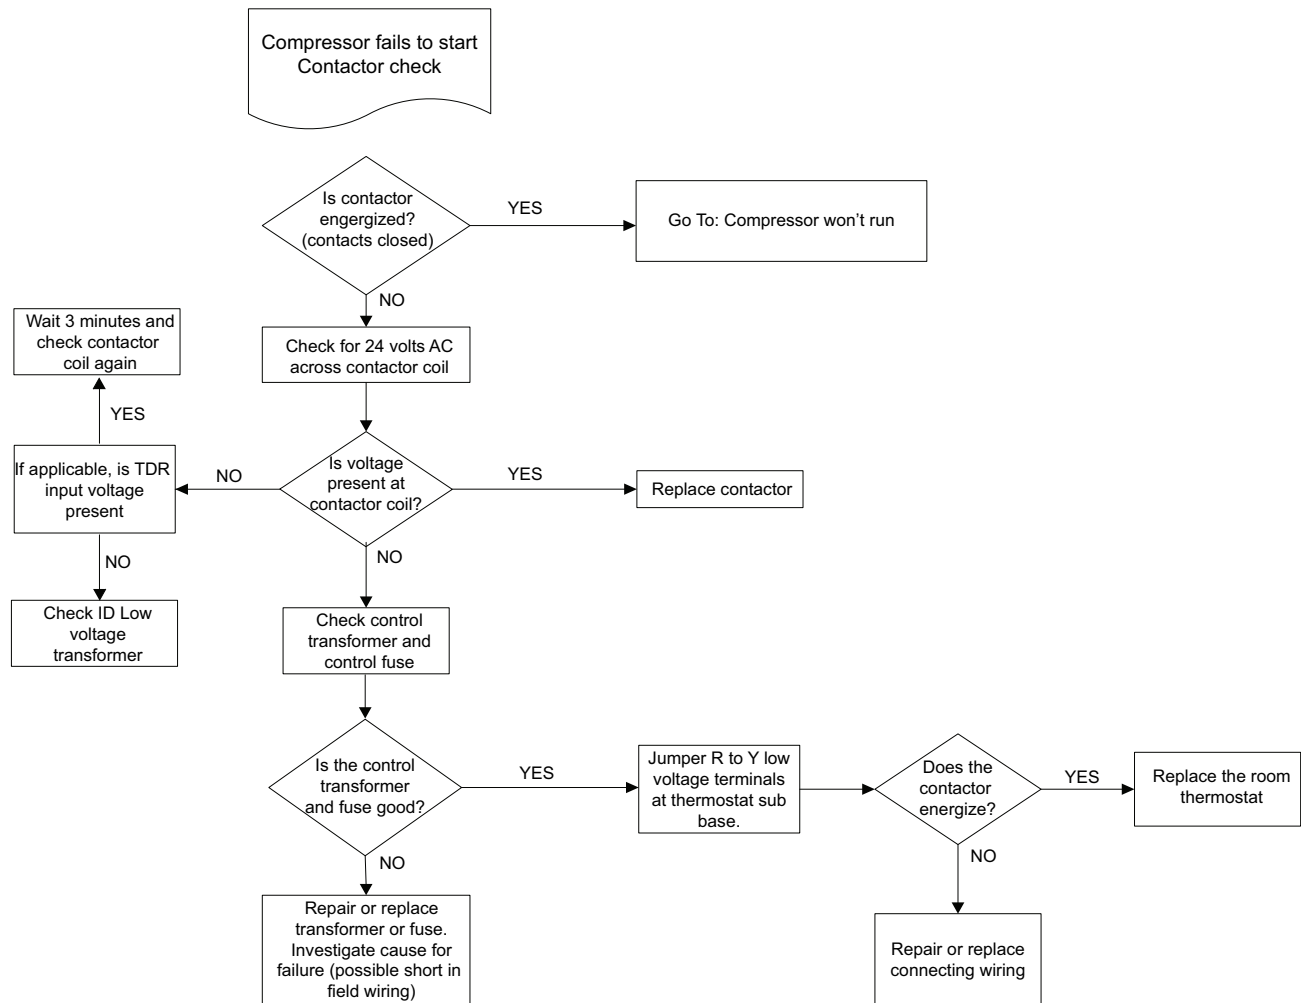 Compressor fails to start
Contactor check
Is contactor
engergized?
(contacts closed)
YES
Go To: Compressor won’t run
NO
Wait 3 minutes and
check contactor
coil again
Check for 24 volts AC
across contactor coil
YES
If applicable, is TDR
input voltage
present
NO
Is voltage
present at
contactor coil?
YES
Replace contactor
NO
NO
Check ID Low
voltage
transformer
Check control
transformer and
control fuse
Is the control
transformer
and fuse good?
YES
Jumper R to Y low
voltage terminals
at thermostat sub
base.
Does the
contactor
energize?
YES
Replace the room
thermostat
NO
NO
Repair or replace
transformer or fuse.
Investigate cause for
failure (possible short in
field wiring)
Repair or replace
connecting wiring